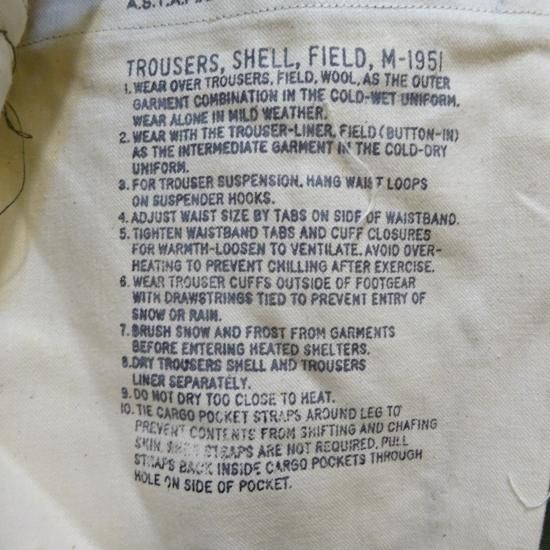 TROUSERS, SHELL, FIELD, M-1951
1. WEAR OVER TROUSERS, FIELD, WOOL, AS THE OUTER
GARMENT COMBINATION IN THE COLD-WET UNIFORM.
WEAR ALONE IN MILD WEATHER.
2. WEAR WITH THE TROUSER-LINER, FIELD (BUTTON-IN)
AS THE INTERMEDIATE GARMENT IN THE COLD-DRY
UNIFORM.
3. FOR TROUSER SUSPENSION, HANG WAIST LOOPS
ON SUSPENDER HOOKS.
4. ADJUST WAIST SIZE BY TABS ON SIDE OF WAISTBAND.
5. TIGHTEN WAISTBAND TABS AND CUFF CLOSURES
FOR WARMTH-LOOSEN TO VENTILATE. AVOID OVER-
HEATING TO PREVENT CHILLING AFTER EXERCISE.
6. WEAR TROUSER CUFFS OUTSIDE OF FOOTGEAR
WITH DRAWSTRINGS TIED TO PREVENT ENTRY OF
SNOW OR RAIN.
7. BRUSH SNOW AND FROST FROM GARMENTS
BEFORE ENTERING HEATED SHELTERS.
8. DRY TROUSERS SHELL AND TROUSERS
LINER SEPARATELY.
9. DO NOT DRY TOO CLOSE TO HEAT.
10. TIE CARGO POCKET STRAPS AROUND LEG TO
PREVENT CONTENTS FROM SHIFTING AND CHAFING
SKIN. WHEN STRAPS ARE NOT REQUIRED, PULL
STRAPS BACK INSIDE CARGO POCKETS THROUGH
HOLE ON SIDE OF POCKET.